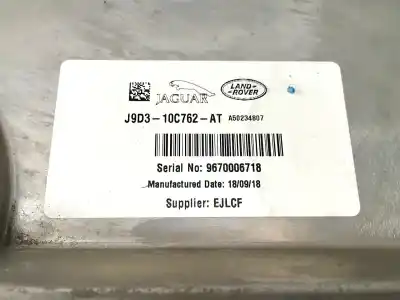 JAGUAR
LAND-
ROVER
J9D3-10C762-AT A50234807
Serial No: 9670006718
Manufactured Date: 18/09/18
Supplier: EJLCF